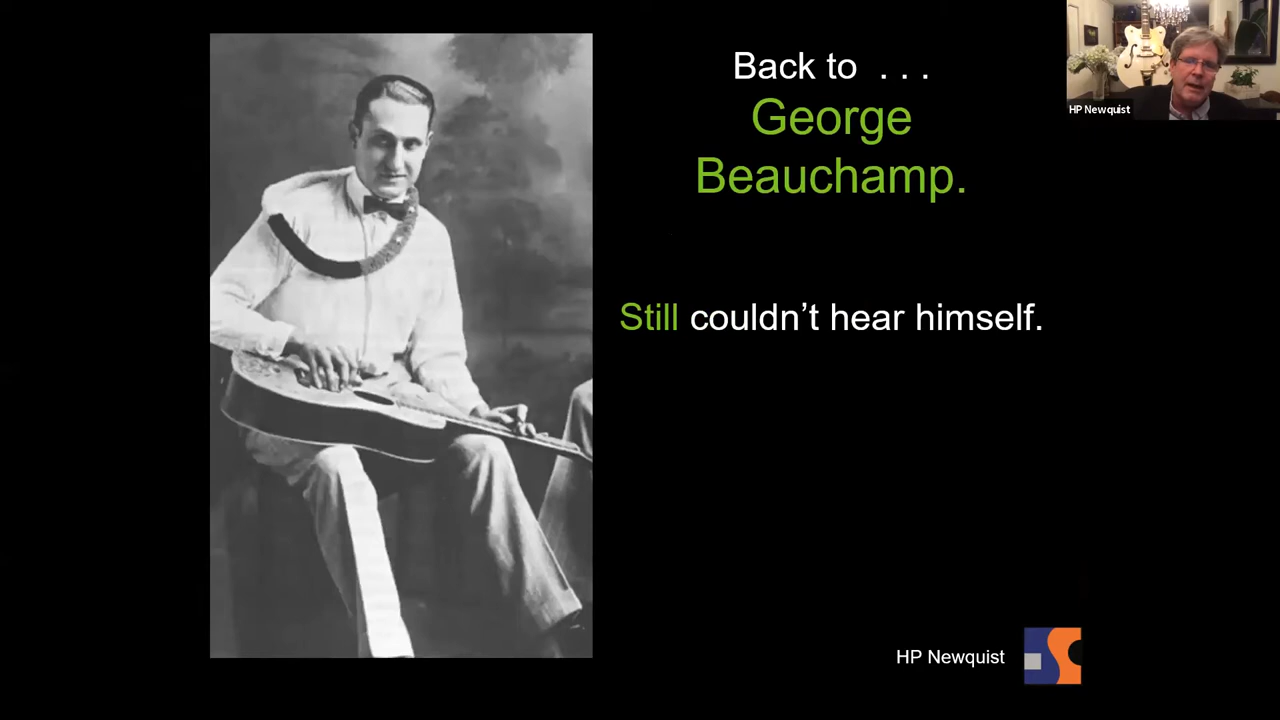 Back to . . .
George
Beauchamp.
HP Newquist
Still couldn’t hear himself.
HP Newquist